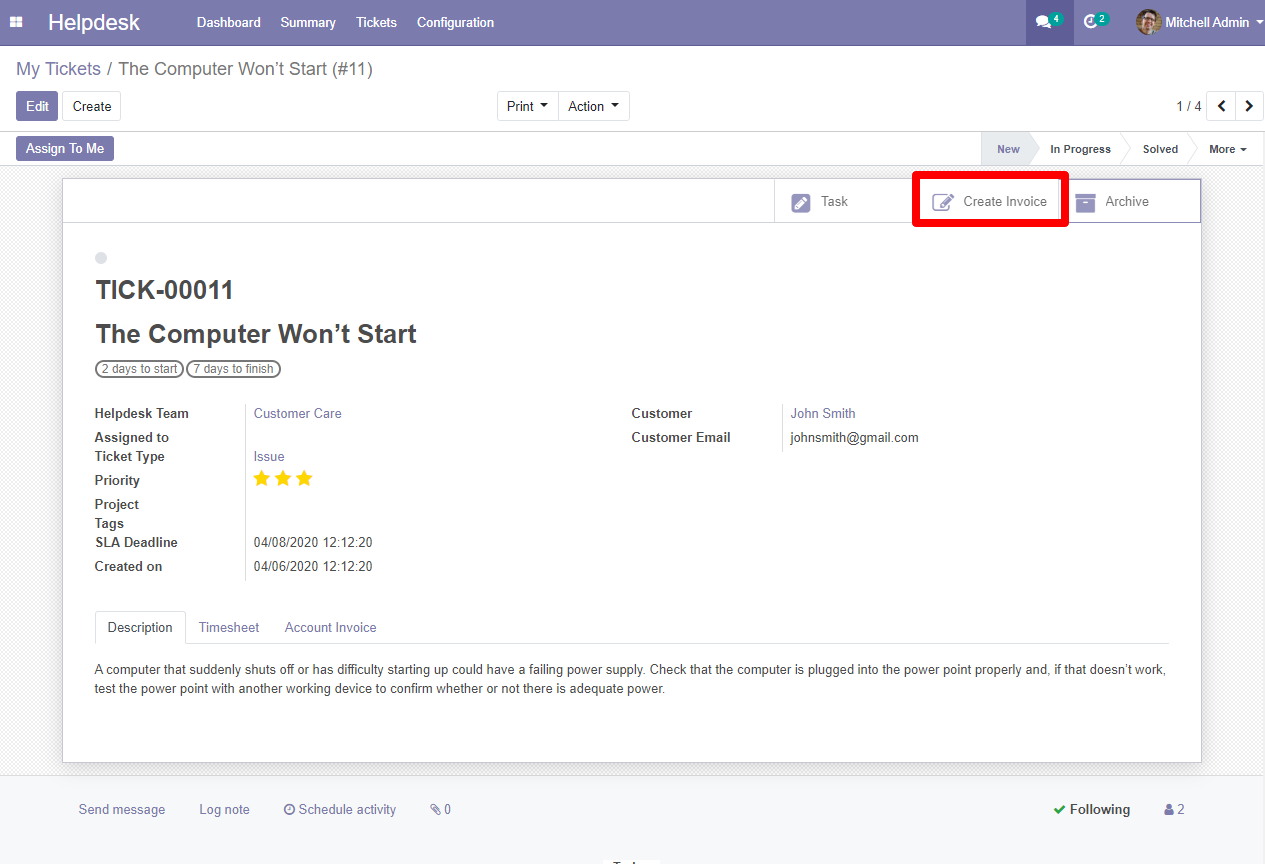 Helpdesk Dashboard Summary Tickets Configuration 4 2 Mitchell Admin
My Tickets / The Computer Won’t Start (#11)
Edit Create Print Action 1 / 4
Assign To Me New In Progress Solved More
Task Create Invoice Archive
TICK-00011
The Computer Won’t Start
2 days to start 7 days to finish
Helpdesk Team Customer Care Customer John Smith
Assigned to Customer Email johnsmith@gmail.com
Ticket Type Issue
Priority
Project
Tags
SLA Deadline 04/08/2020 12:12:20
Created on 04/06/2020 12:12:20
Description Timesheet Account Invoice
A computer that suddenly shuts off or has difficulty starting up could have a failing power supply. Check that the computer is plugged into the power point properly and, if that doesn’t work,
test the power point with another working device to confirm whether or not there is adequate power.
Send message Log note Schedule activity 0 Following 2